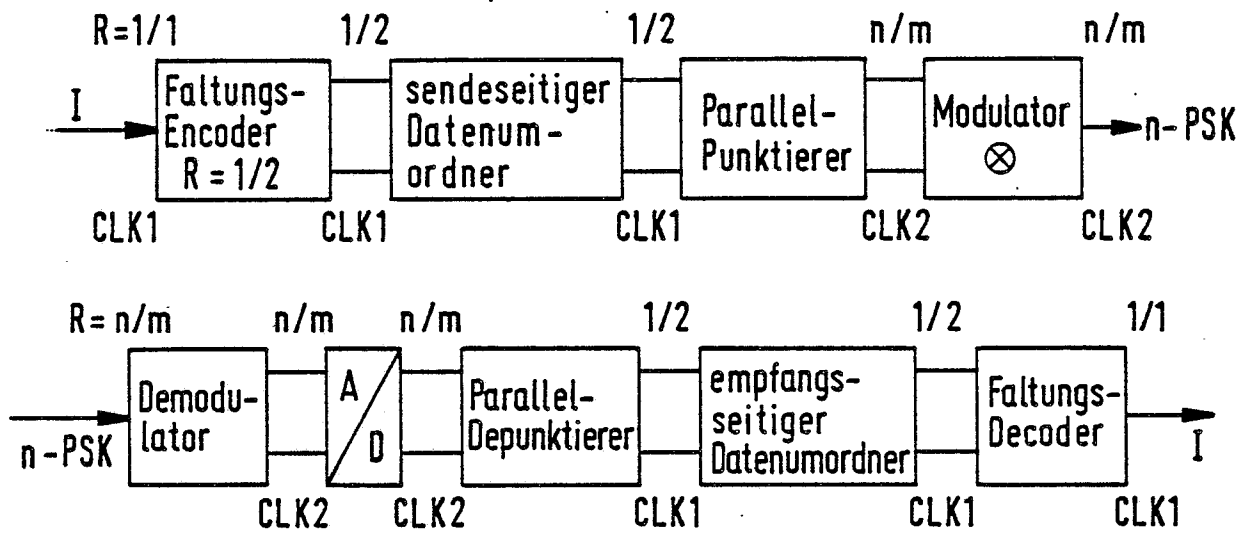 R=1/1 1/2 1/2 n/m n/m
I
Faltungs-
Encoder
R = 1/2
sendeseitiger
Datenum-
ordner
Parallel-
Punktierer
Modulator
n-PSK
CLK1 CLK1 CLK1 CLK2 CLK2
R= n/m n/m n/m 1/2 1/2 1/1
n-PSK
Demodu-
lator
A
D
Parallel-
Depunktierer
empfangs-
seitiger
Datenumordner
Faltungs-
Decoder
I
CLK2 CLK2 CLK1 CLK1 CLK1